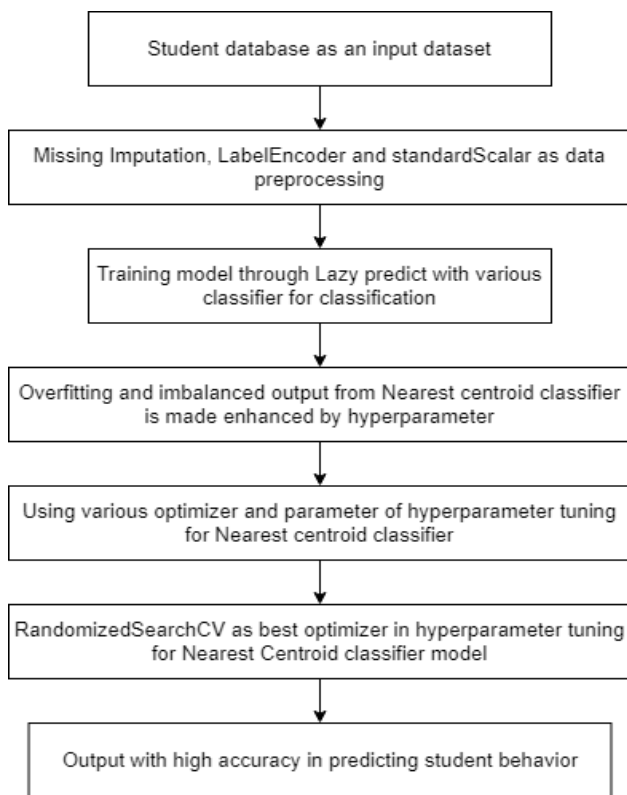 Student database as an input dataset
Missing Imputation, LabelEncoder and standardScalar as data
preprocessing
Training model through Lazy predict with various
classifier for classification
Overfitting and imbalanced output from Nearest centroid classifier
is made enhanced by hyperparameter
Using various optimizer and parameter of hyperparameter tuning
for Nearest centroid classifier
RandomizedSearchCV as best optimizer in hyperparameter tuning
for Nearest Centroid classifier model
Output with high accuracy in predicting student behavior